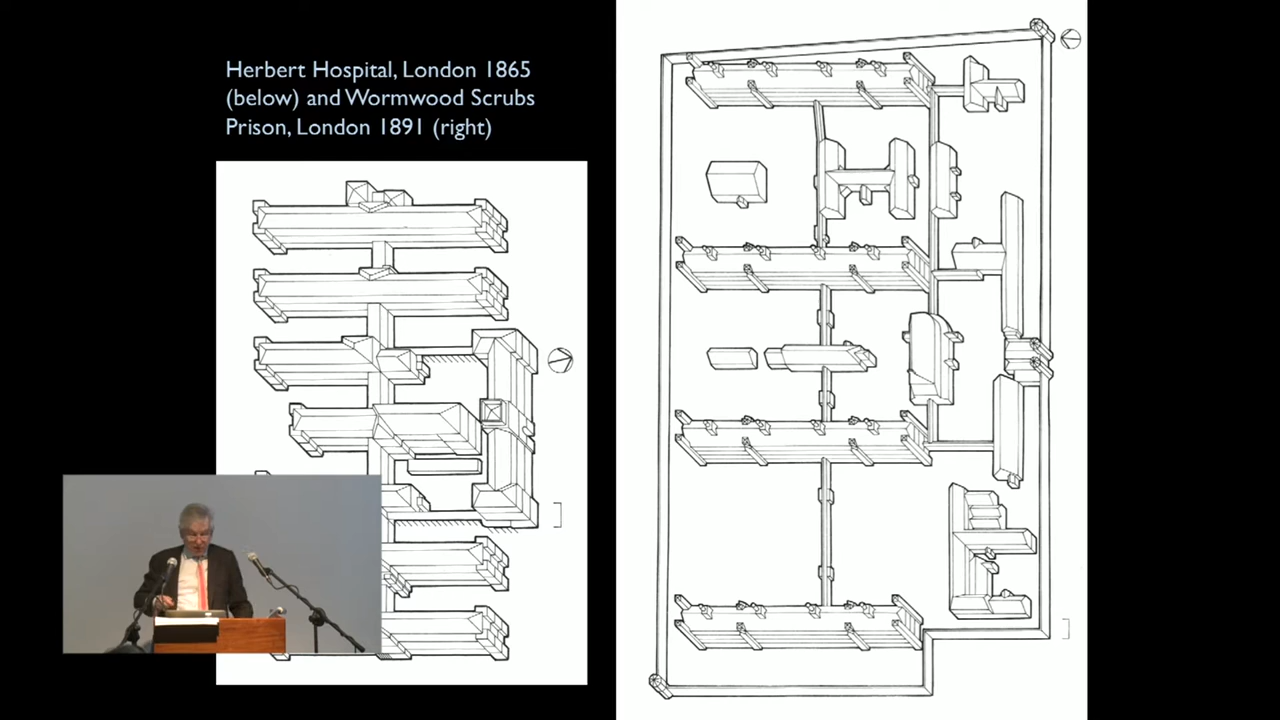 Herbert Hospital, London 1865
(below) and Wormwood Scrubs
Prison, London 1891 (right)